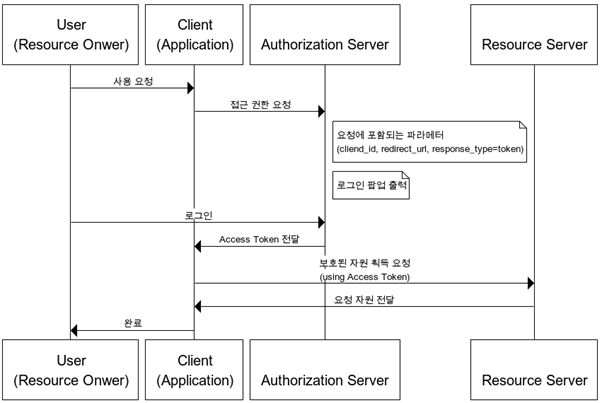 User
(Resource Onwer)
Client
(Application)
Authorization Server
Resource Server
사용 요청
접근 권한 요청
요청에 포함되는 파라메터
(cliend_id, redirect_url, response_type=token)
로그인 팝업 출력
로그인
Access Token 전달
보호된 자원 획득 요청
(using Access Token)
요청 자원 전달
완료
User
(Resource Onwer)
Client
(Application)
Authorization Server
Resource Server